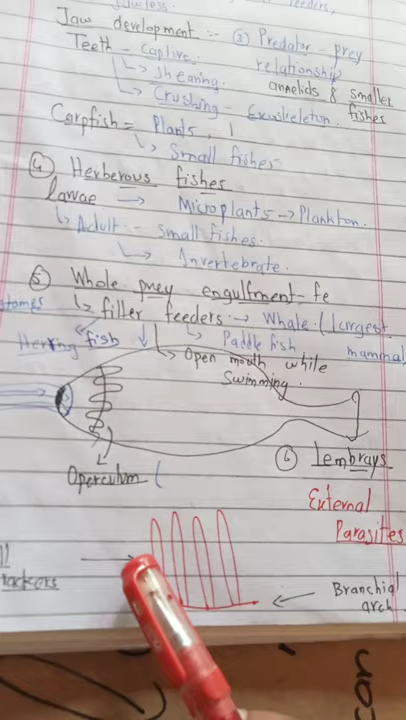 feeders,
Jaw development :- ③ Predator - prey
Teeth - captive. relationship
↳ shearing. annelids & smaller
↳ Crushing - Exoskeleton. fishes
Carpfish = Plants,
↳ Small fishes
④ Herberous fishes
larvae → Microplants → Plankton.
↳ Adult - small fishes.
↳ Invertebrate.
⑤ Whole prey engulfment - fe
↳ filter feeders → Whale (largest
Herring fish ↳ Paddle fish mammal)
↳ Open mouth while
Swimming.
⑥ Lembrays
Operculum (
External
Parasites
Branchial
arch